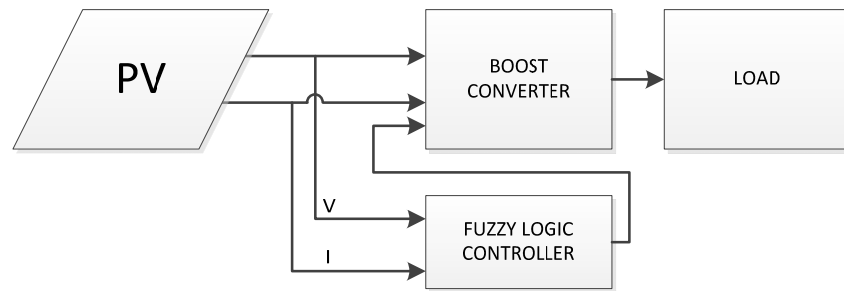 PV
BOOST
CONVERTER
LOAD
V
I
FUZZY LOGIC
CONTROLLER